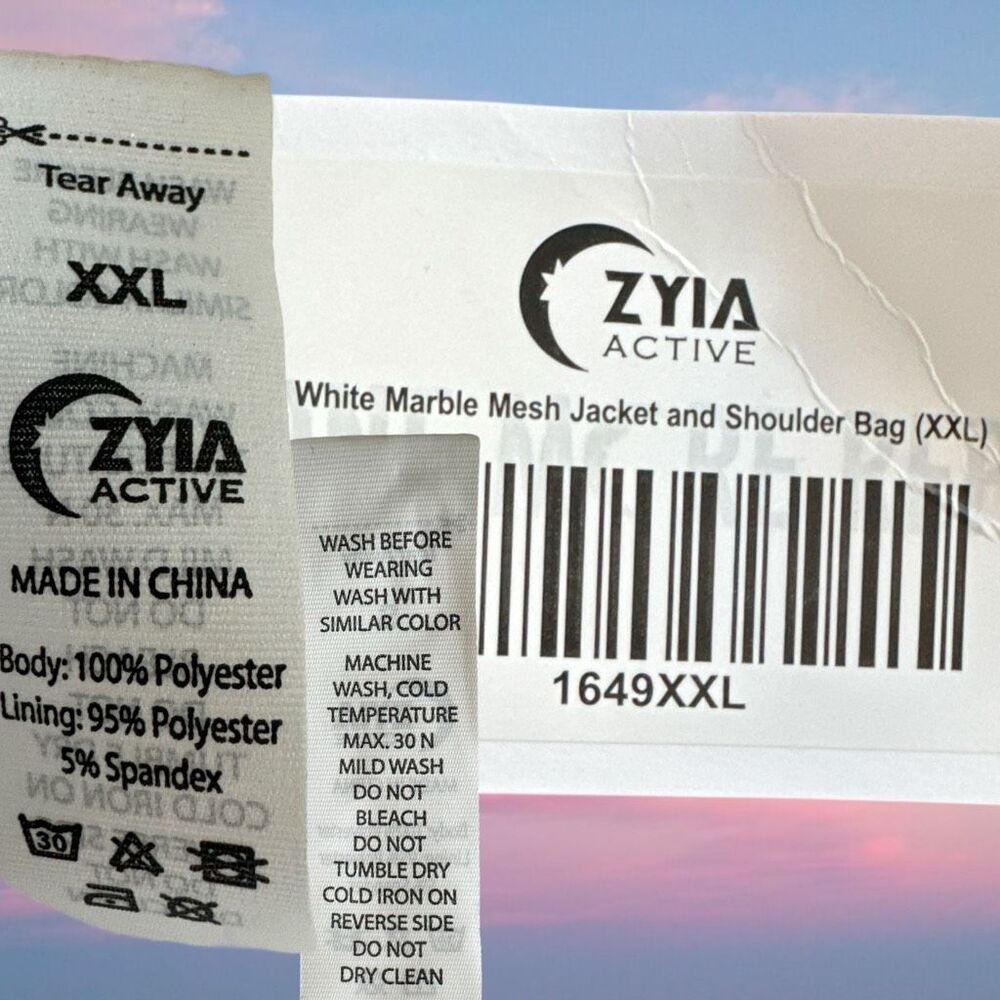 Tear Away
XXL
ZYIA
ACTIVE
MADE IN CHINA
Body: 100% Polyester
Lining: 95% Polyester
5% Spandex
30
WASH BEFORE
WEARING
WASH WITH
SIMILAR COLOR
MACHINE
WASH, COLD
TEMPERATURE
MAX. 30 N
MILD WASH
DO NOT
BLEACH
DO NOT
TUMBLE DRY
COLD IRON ON
REVERSE SIDE
DO NOT
DRY CLEAN
ZYIA
ACTIVE
White Marble Mesh Jacket and Shoulder Bag (XXL)
1649XXL